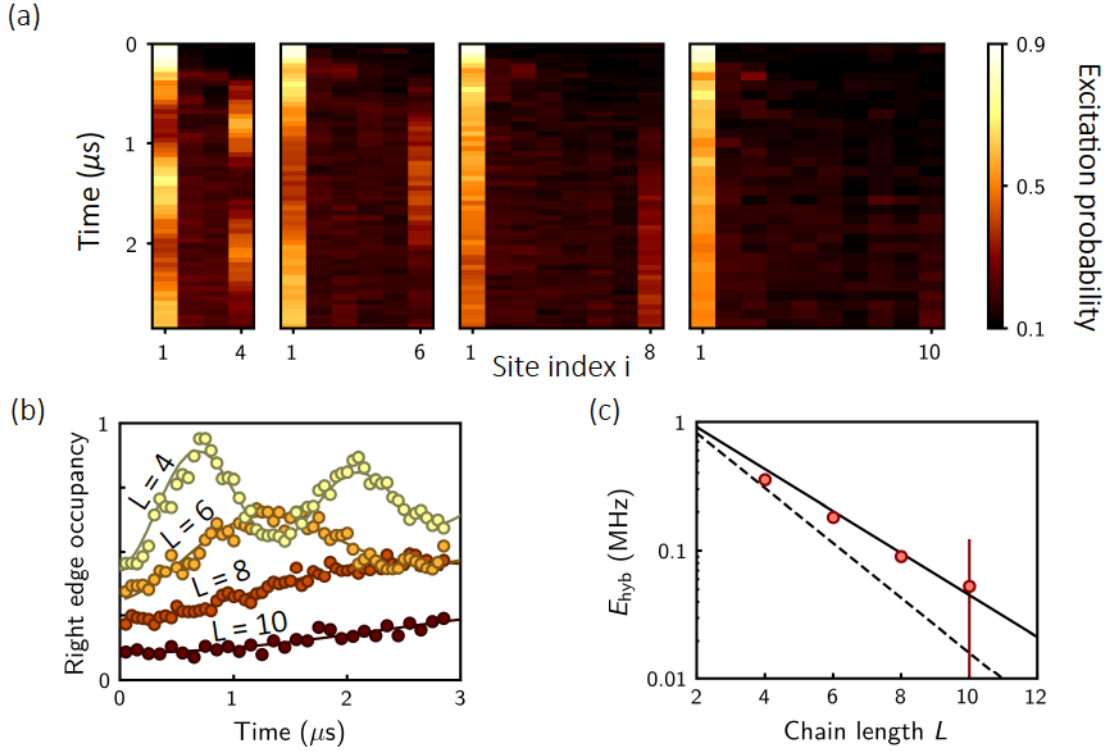 (a)
0
1
2
Time (μs)
1
4
1
6
1
8
1
10
Site index i
0.9
0.5
0.1
Excitation probability
(b)
1
0
Right edge occupancy
L = 4
L = 6
L = 8
L = 10
0
1
2
3
Time (μs)
(c)
1
0.1
0.01
E_hyb (MHz)
2
4
6
8
10
12
Chain length L